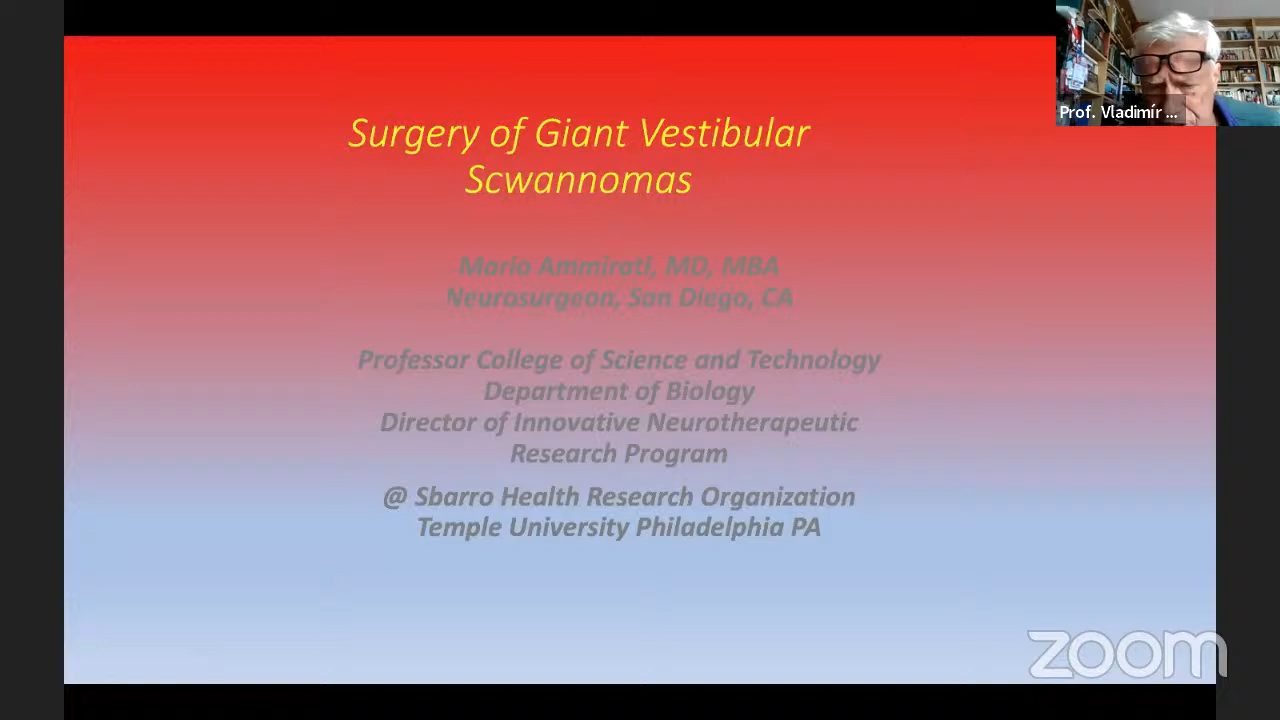 Surgery of Giant Vestibular
Scwannomas
Mario Ammirati, MD, MBA
Neurosurgeon, San Diego, CA
Professor College of Science and Technology
Department of Biology
Director of Innovative Neurotherapeutic
Research Program
@ Sbarro Health Research Organization
Temple University Philadelphia PA
Prof. Vladimír ...
zoom